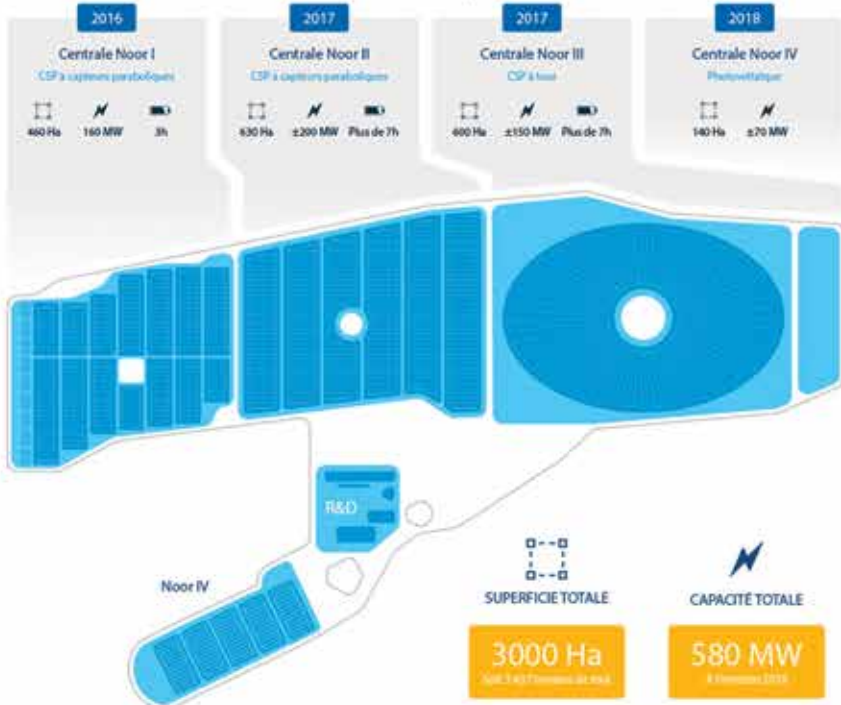 2016
Centrale Noor I
CSP à capteurs paraboliques
460 Ha
160 MW
3h
2017
Centrale Noor II
CSP à capteurs paraboliques
630 Ha
±200 MW
Plus de 7h
2017
Centrale Noor III
CSP à tour
600 Ha
±150 MW
Plus de 7h
2018
Centrale Noor IV
Photovoltaïque
140 Ha
±70 MW
R&D
Noor IV
SUPERFICIE TOTALE
3000 Ha
CAPACITÉ TOTALE
580 MW